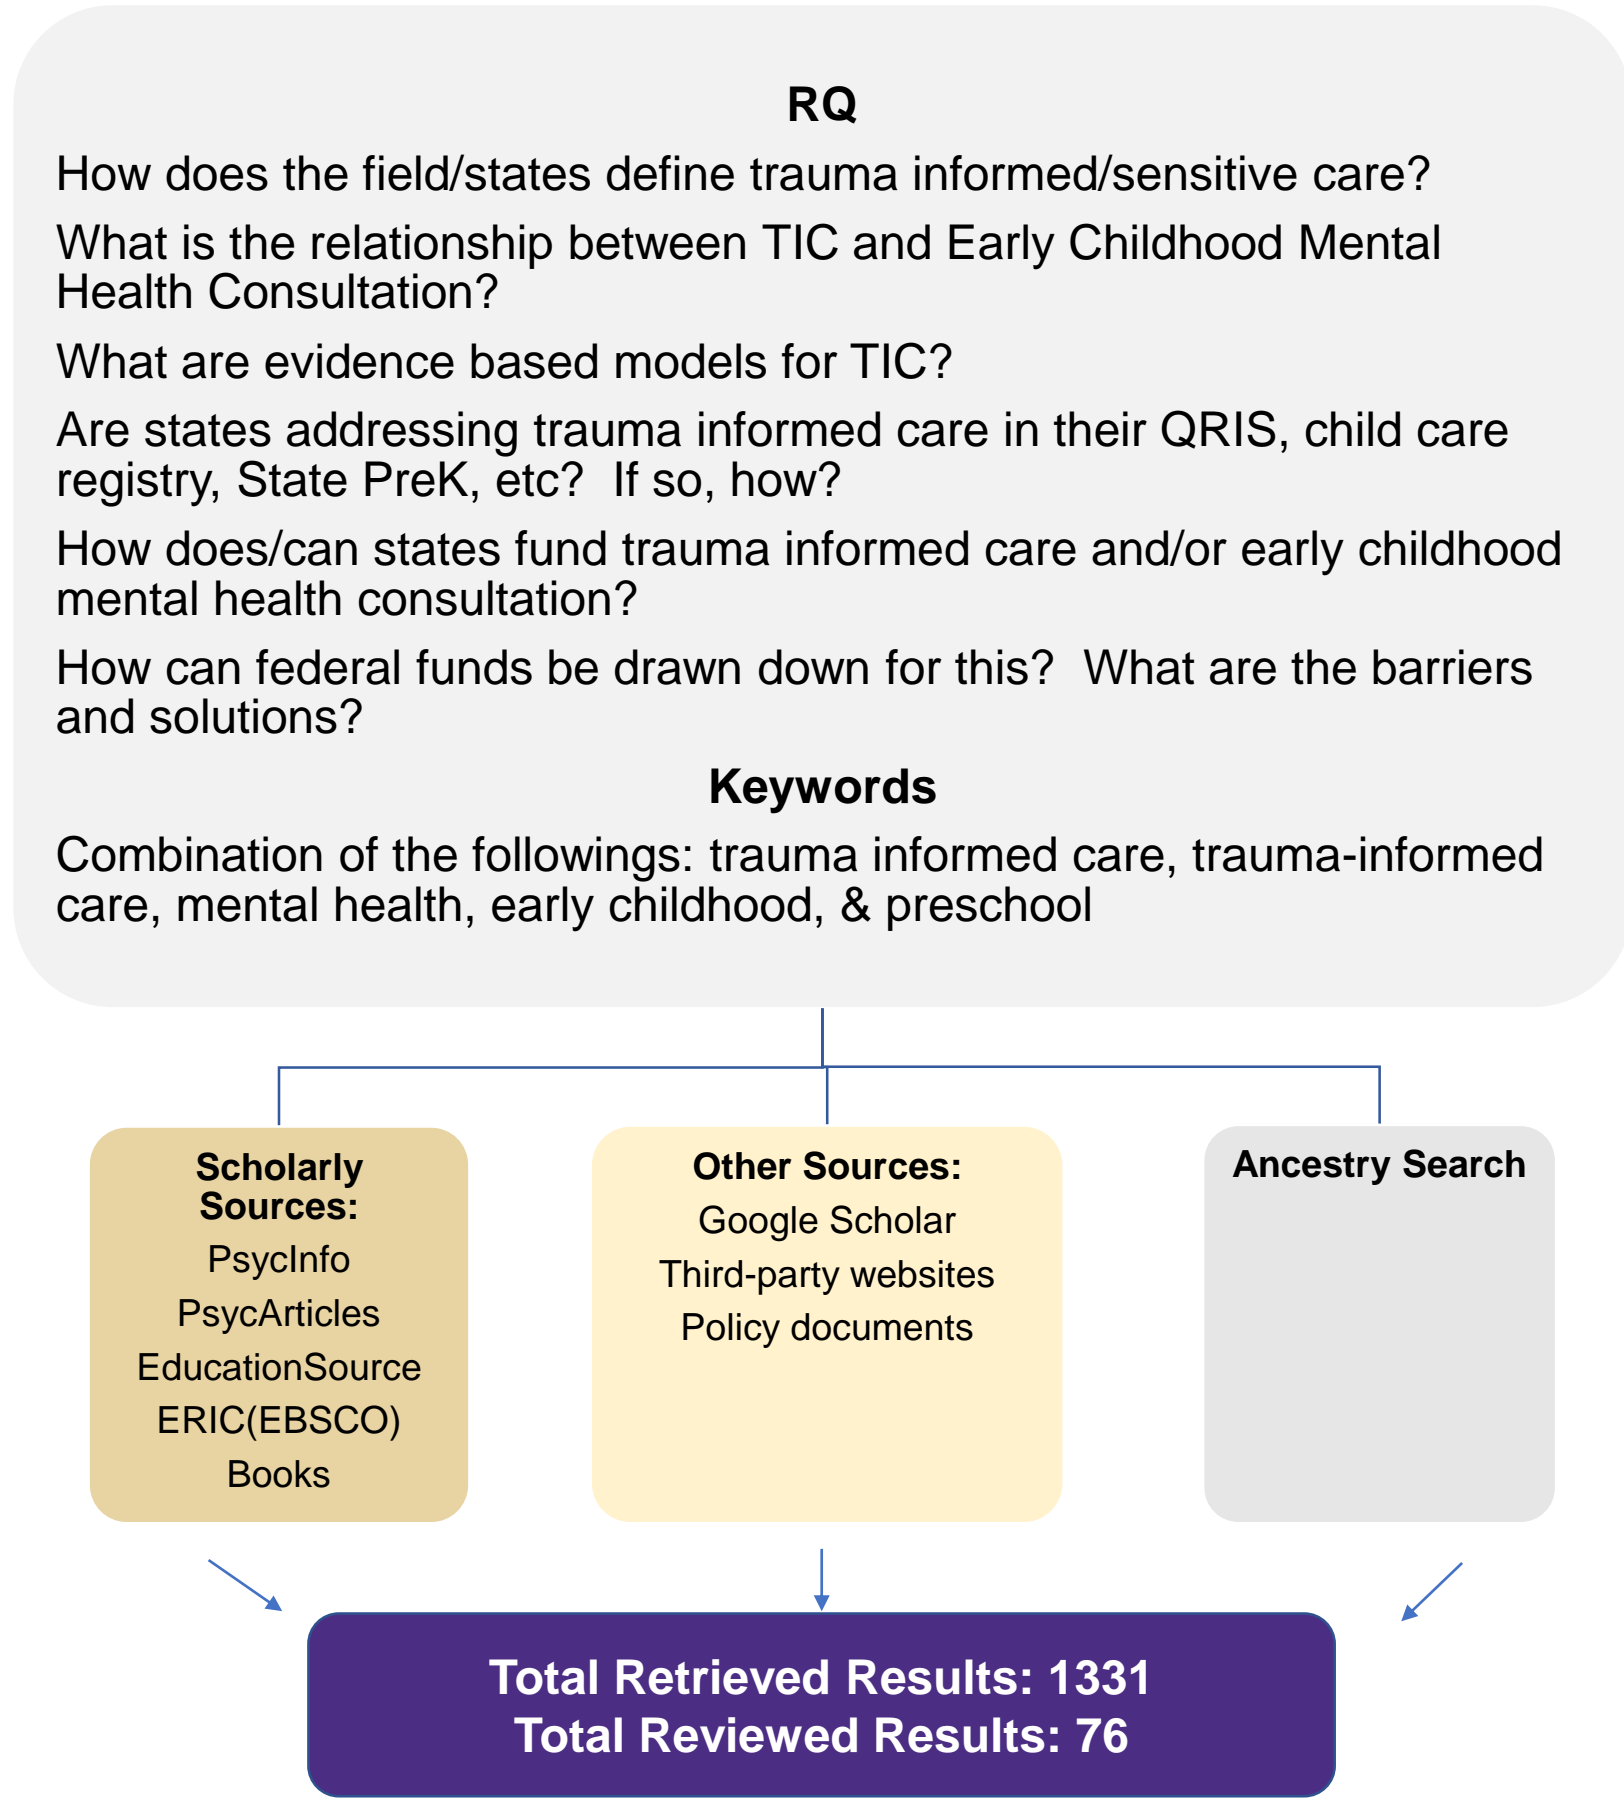 RQ
How does the field/states define trauma informed/sensitive care?
What is the relationship between TIC and Early Childhood Mental
Health Consultation?
What are evidence based models for TIC?
Are states addressing trauma informed care in their QRIS, child care
registry, State PreK, etc?  If so, how?
How does/can states fund trauma informed care and/or early childhood
mental health consultation?
How can federal funds be drawn down for this?  What are the barriers
and solutions?
Keywords
Combination of the followings: trauma informed care, trauma-informed
care, mental health, early childhood, & preschool
Scholarly
Sources:
PsycInfo
PsycArticles
EducationSource
ERIC(EBSCO)
Books
Other Sources:
Google Scholar
Third-party websites
Policy documents
Ancestry Search
Total Retrieved Results: 1331
Total Reviewed Results: 76